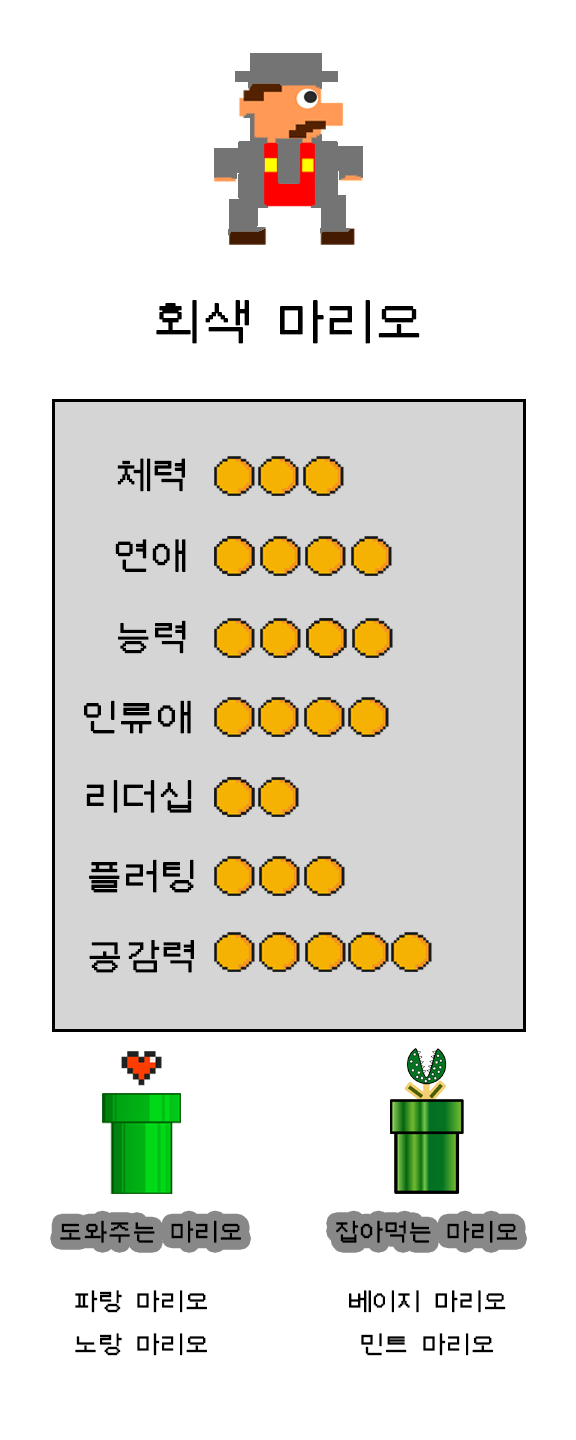 회색 마리오
체력
연애
능력
인류애
리더십
플러팅
공감력
도와주는 마리오
잡아먹는 마리오
파랑 마리오
베이지 마리오
노랑 마리오
민트 마리오